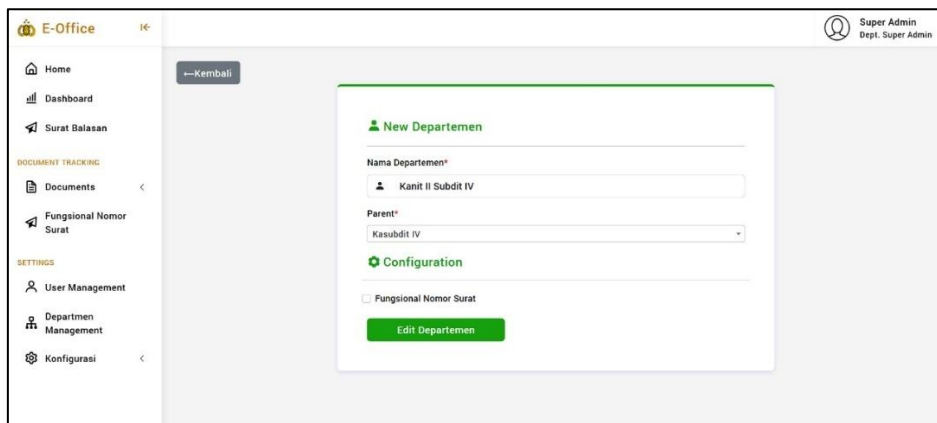 E-Office
Super Admin
Dept. Super Admin
Home
Dashboard
Surat Balasan
DOCUMENT TRACKING
Documents
Fungsional Nomor
Surat
SETTINGS
User Management
Departmen
Management
Konfigurasi
←Kembali
New Departemen
Nama Departemen*
Kanit II Subdit IV
Parent*
Kasubdit IV
Configuration
Fungsional Nomor Surat
Edit Departemen